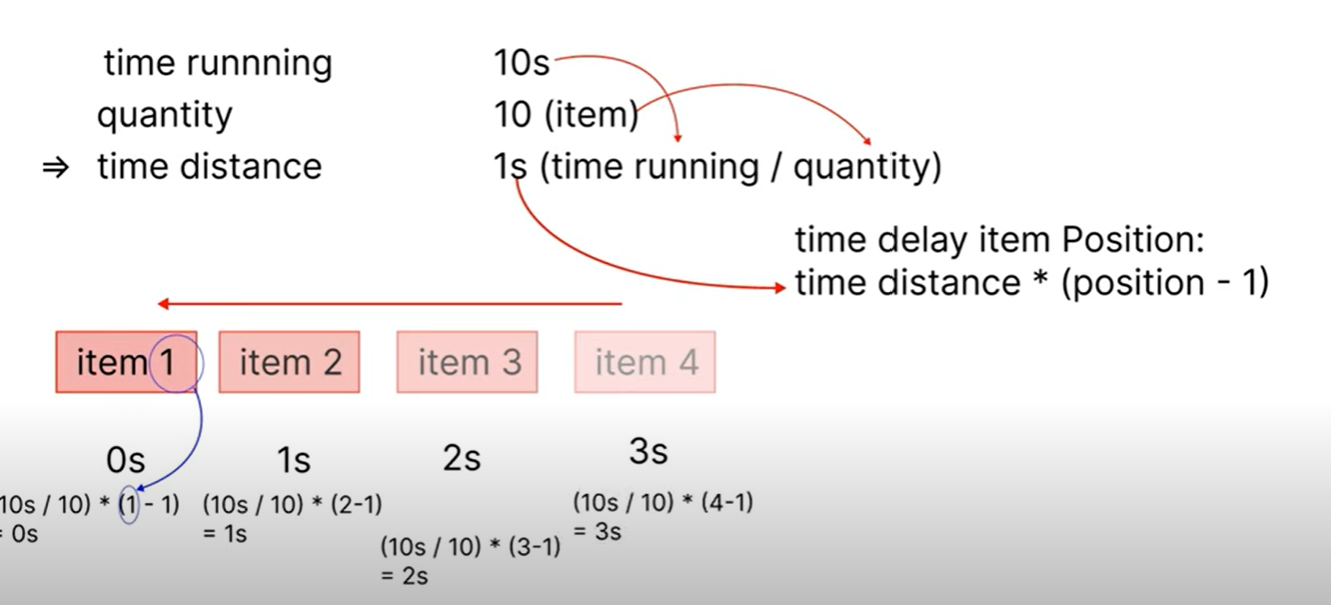 time runnning 10s
quantity 10 (item)
⇒ time distance 1s (time running / quantity)
time delay item Position:
time distance * (position - 1)
item 1 item 2 item 3 item 4
0s 1s 2s 3s
10s / 10) * (1 - 1) (10s / 10) * (2-1) (10s / 10) * (4-1)
= 0s = 1s = 3s
(10s / 10) * (3-1)
= 2s